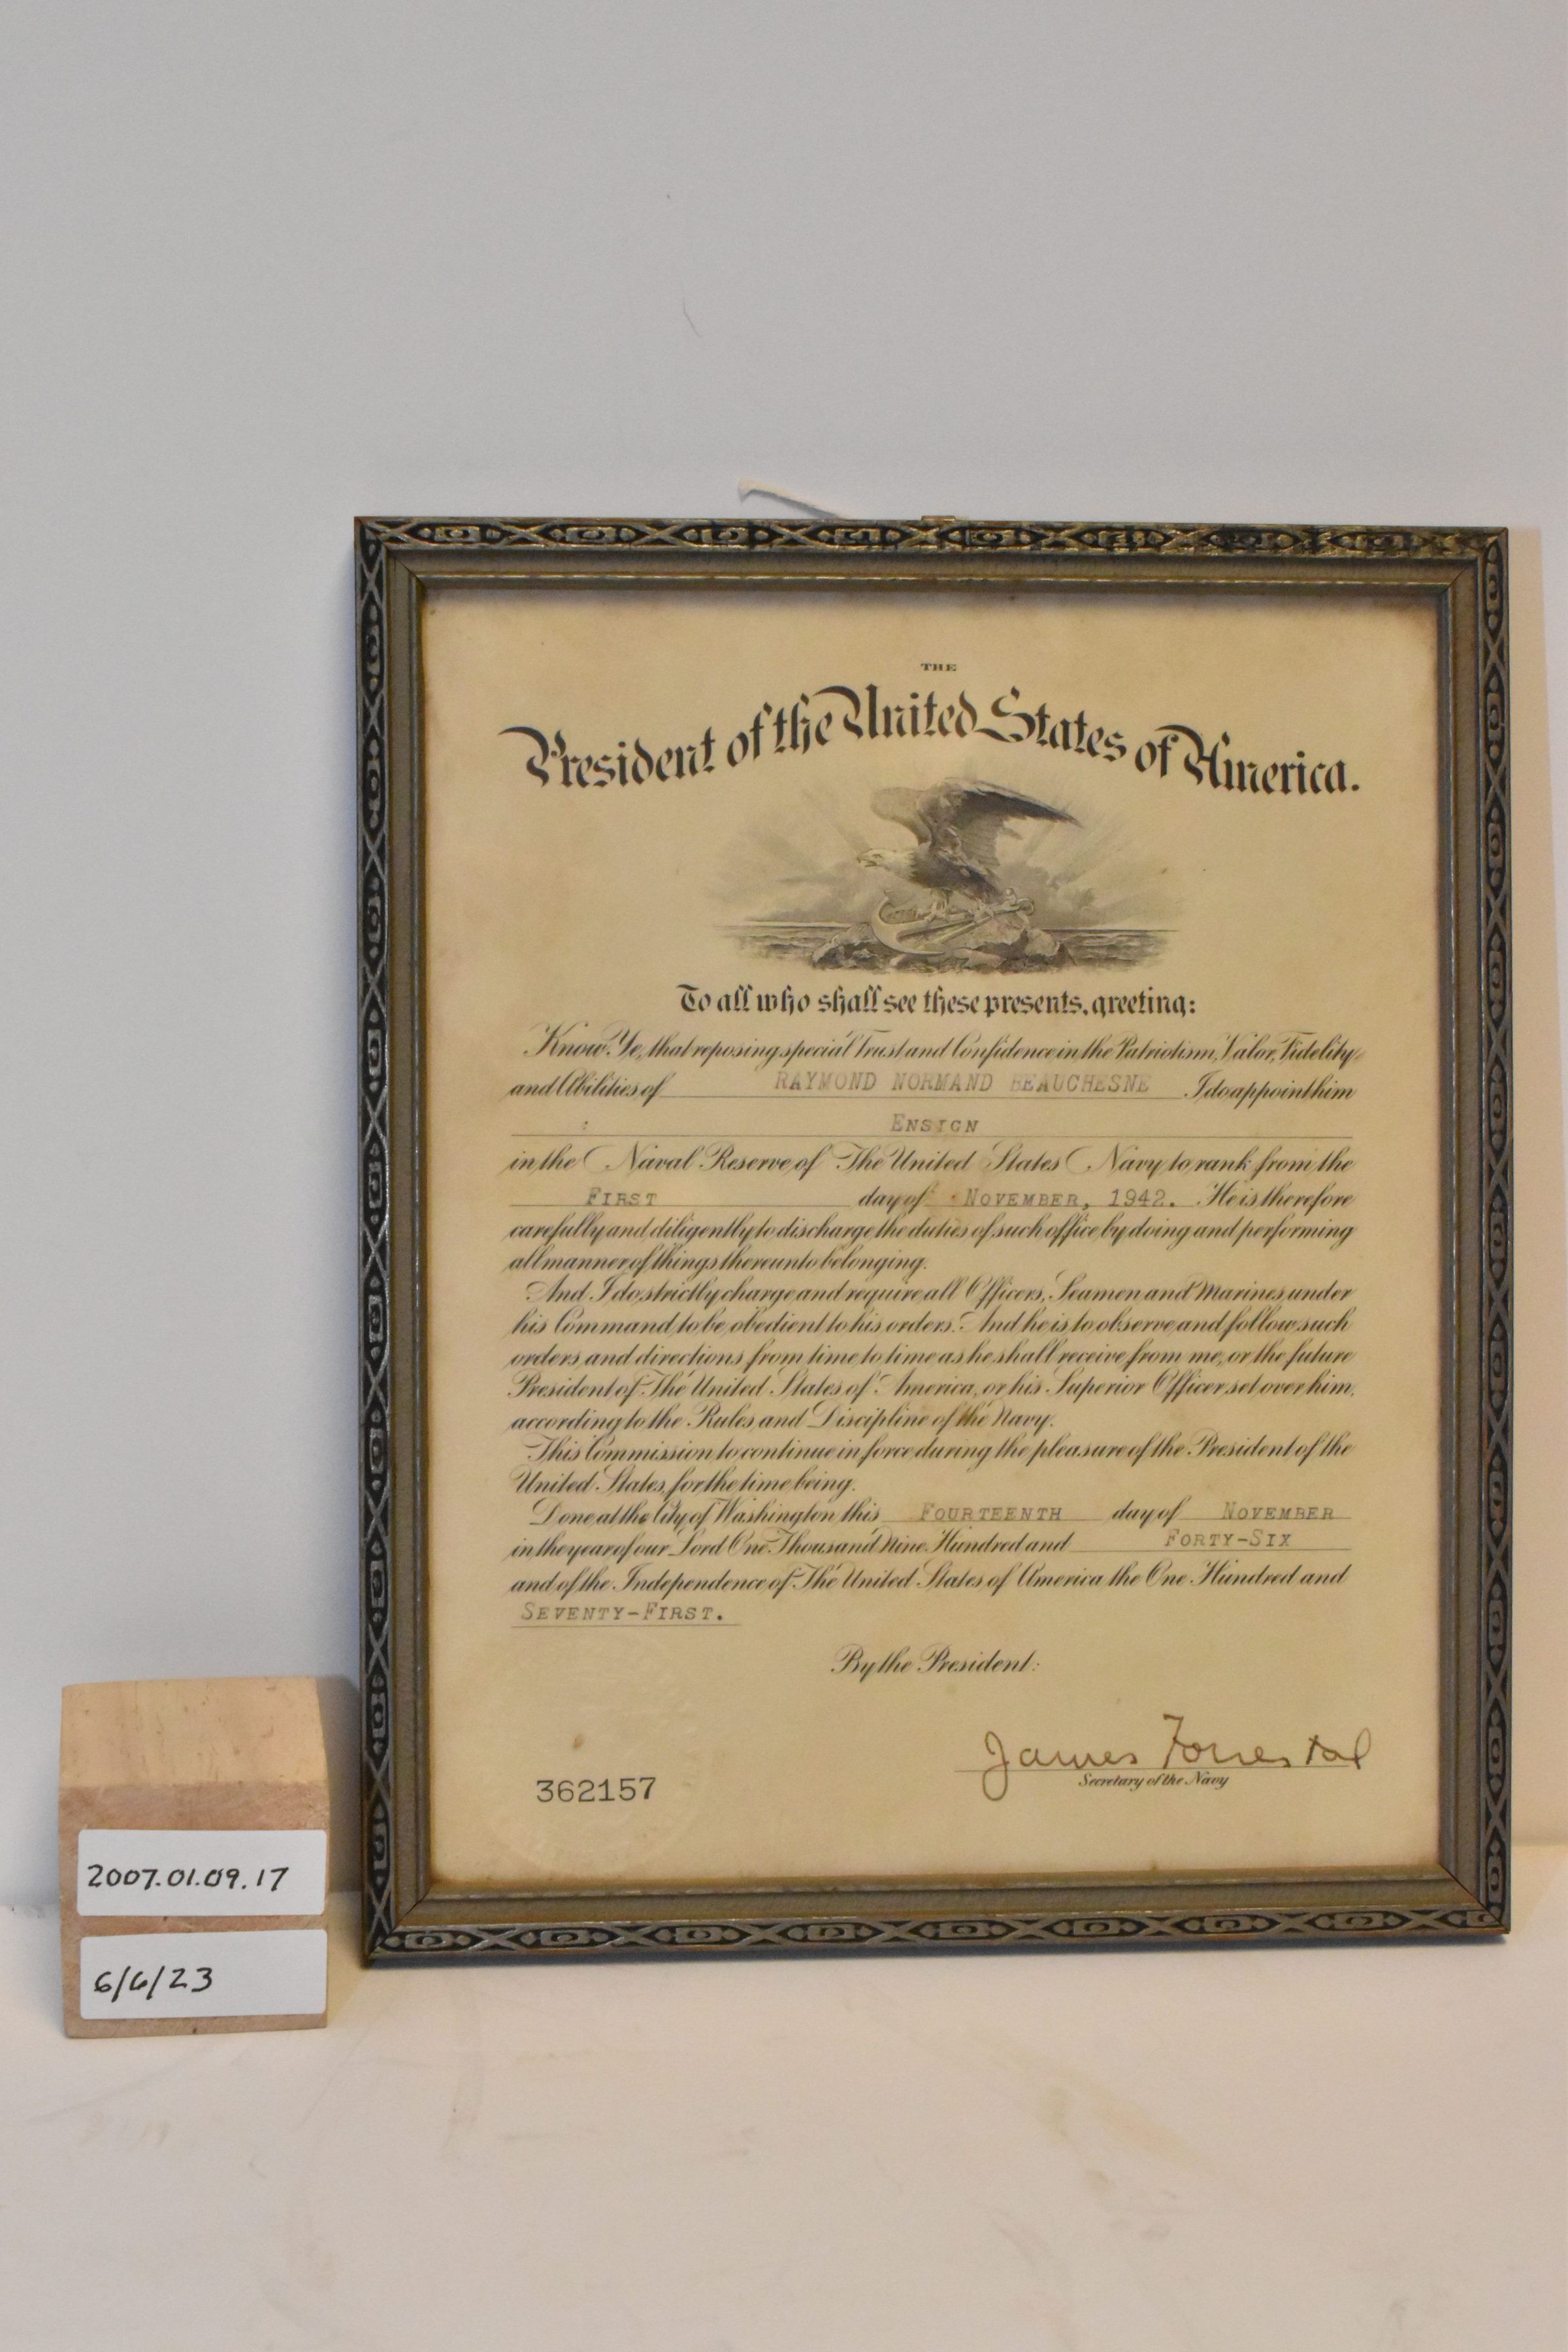 THE
President of the United States of America.
To all who shall see these presents, greeting:
Know Ye, that reposing special Trust and Confidence in the Patriotism, Valor, Fidelity
and Abilities of RAYMOND NORMAND BEAUCHESNE I do appoint him
ENSIGN
in the Naval Reserve of The United States Navy to rank from the
FIRST day of NOVEMBER, 1942. He is therefore
carefully and diligently to discharge the duties of such office by doing and performing
all manner of things thereunto belonging.
And I do strictly charge and require all Officers, Seamen and Marines under
his Command to be obedient to his orders. And he is to observe and follow such
orders and directions from time to time as he shall receive from me, or the future
President of The United States of America, or his Superior Officer set over him,
according to the Rules and Discipline of the Navy.
This Commission to continue in force during the pleasure of the President of the
United States, for the time being.
Done at the City of Washington this FOURTEENTH day of NOVEMBER
in the year of our Lord One Thousand Nine Hundred and FORTY-SIX
and of the Independence of The United States of America the One Hundred and
SEVENTY-FIRST.
By the President:
James Forrestal
Secretary of the Navy
362157
2007.01.09.17
6/6/23